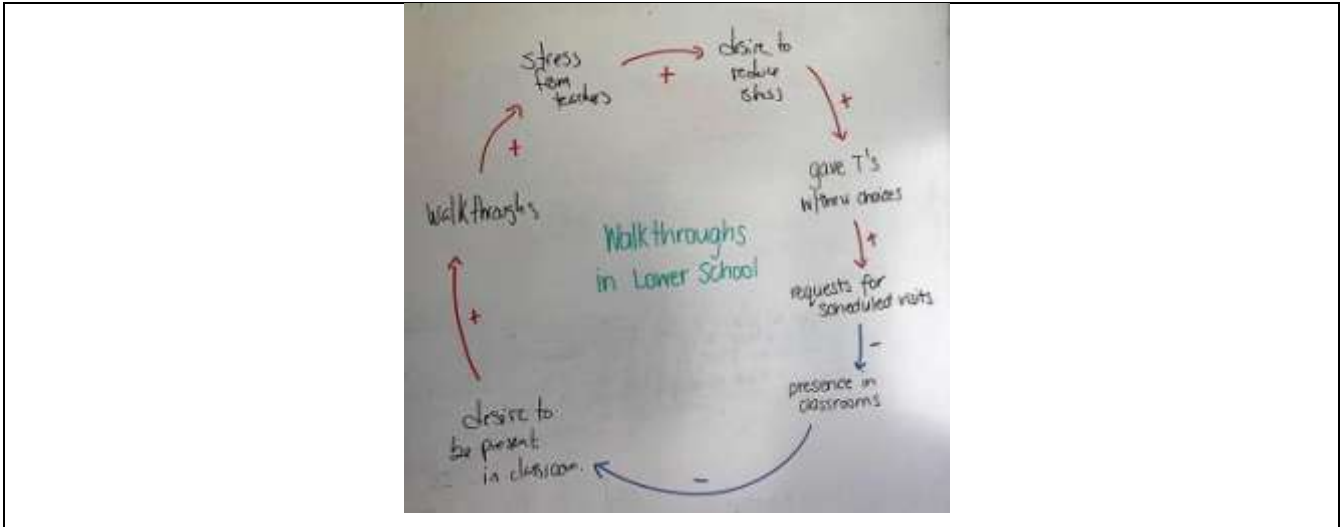 stress
from
teachers
+
desire to
reduce
stress
+
gave T's
w/thru choices
+
requests for
scheduled visits
-
presence in
classrooms
-
desire to
be present
in classroom.
+
walkthroughs
+
Walkthroughs
in Lower School